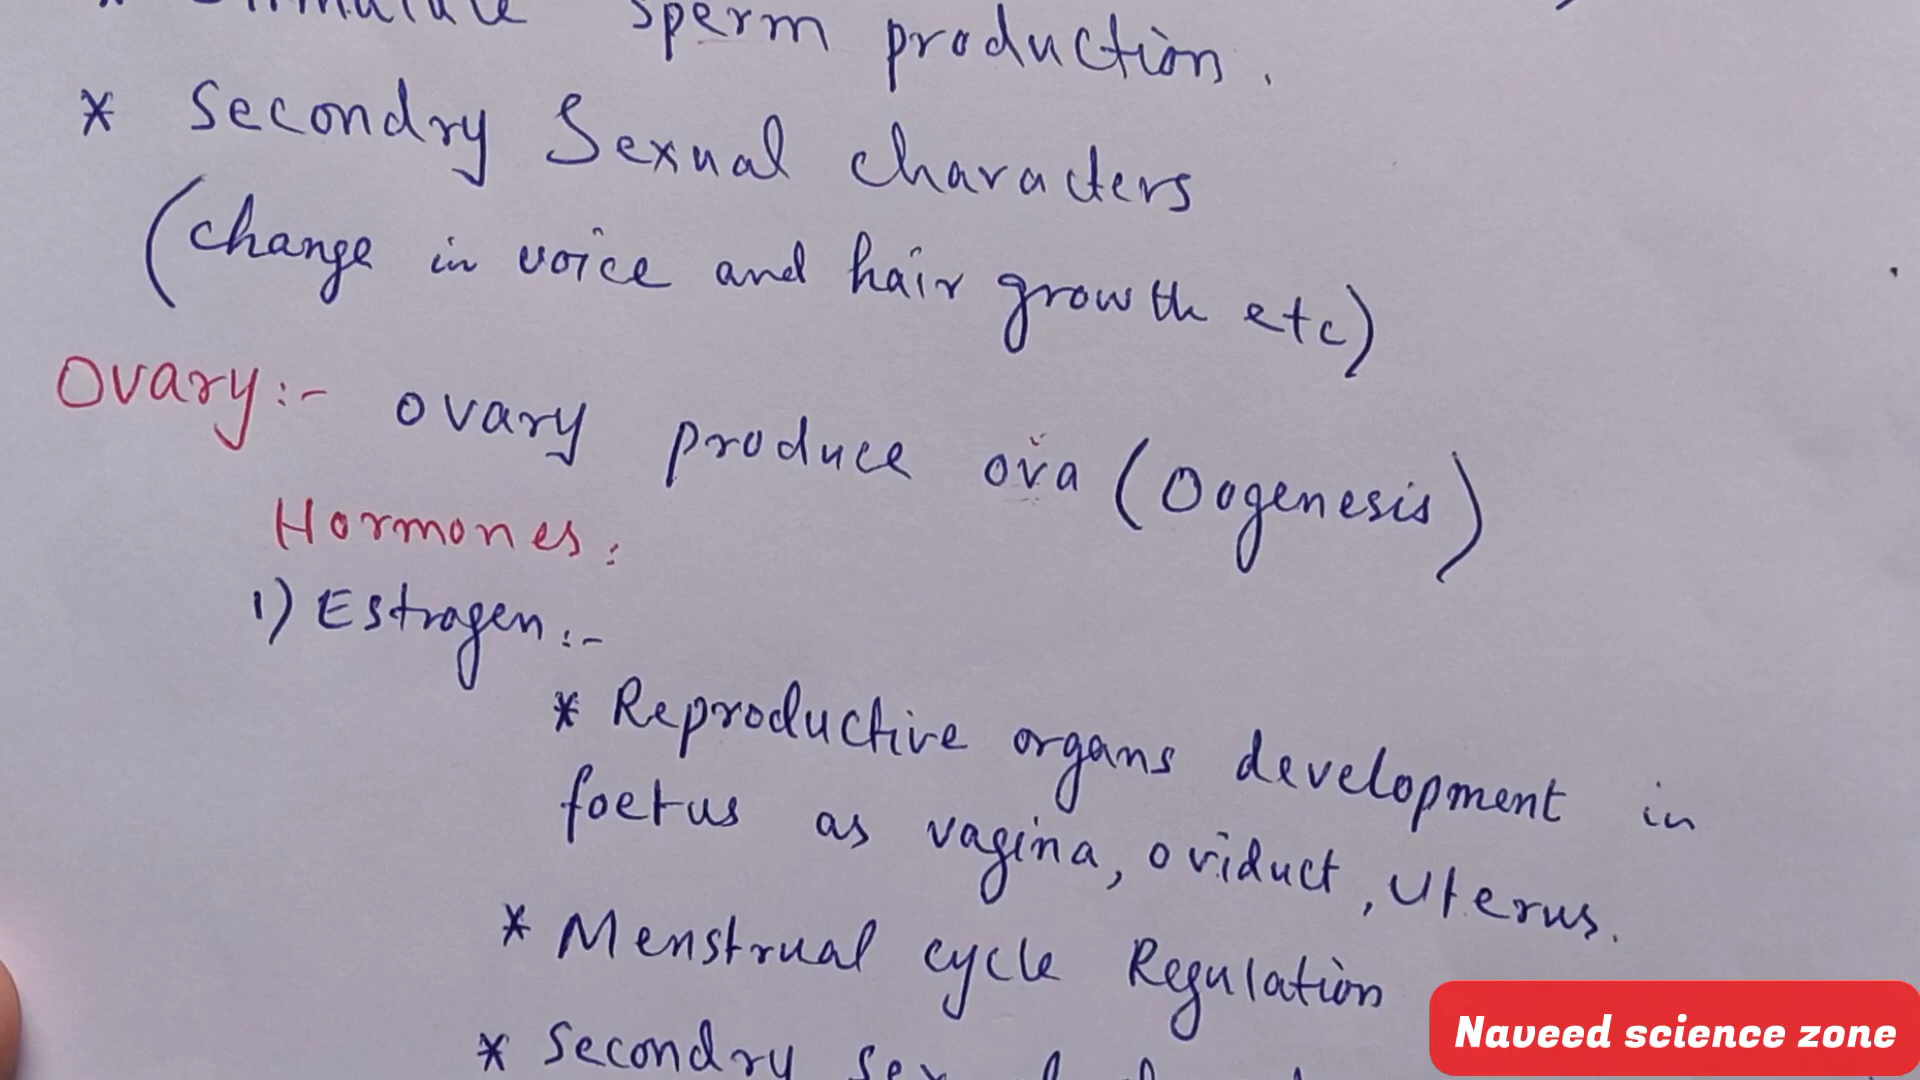 * Stimulate sperm production.
* Secondry Sexual characters
(change in voice and hair growth etc)
Ovary:- ovary produce ova (Oogenesis)
Hormones:
1) Estrogen:-
* Reproductive organs development in
foetus as vagina, oviduct, uterus.
* Menstrual cycle Regulation
* Secondry
Naveed science zone